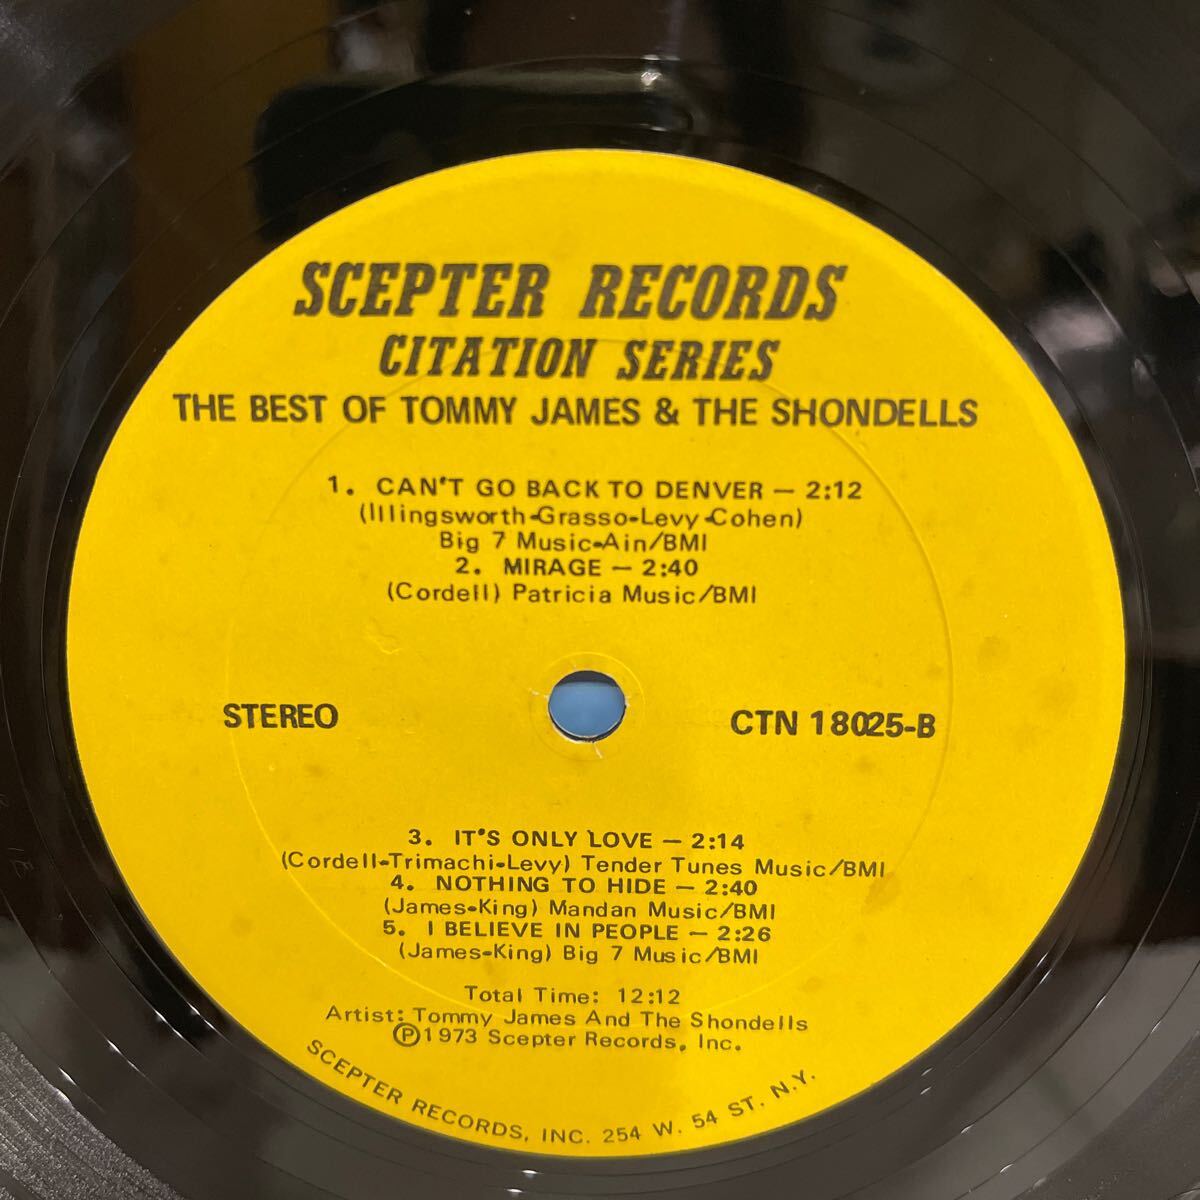 SCEPTER RECORDS
CITATION SERIES
THE BEST OF TOMMY JAMES & THE SHONDELLS
1. CAN'T GO BACK TO DENVER — 2:12
(Illingsworth-Grasso-Levy-Cohen)
Big 7 Music-Ain/BMI
2. MIRAGE — 2:40
(Cordell) Patricia Music/BMI
STEREO
CTN 18025-B
3. IT'S ONLY LOVE — 2:14
(Cordell-Trimachi-Levy) Tender Tunes Music/BMI
4. NOTHING TO HIDE — 2:40
(James-King) Mandan Music/BMI
5. I BELIEVE IN PEOPLE — 2:26
(James-King) Big 7 Music/BMI
Total Time: 12:12
Artist: Tommy James And The Shondells
℗1973 Scepter Records, Inc.
SCEPTER RECORDS, INC. 254 W. 54 ST. N.Y.